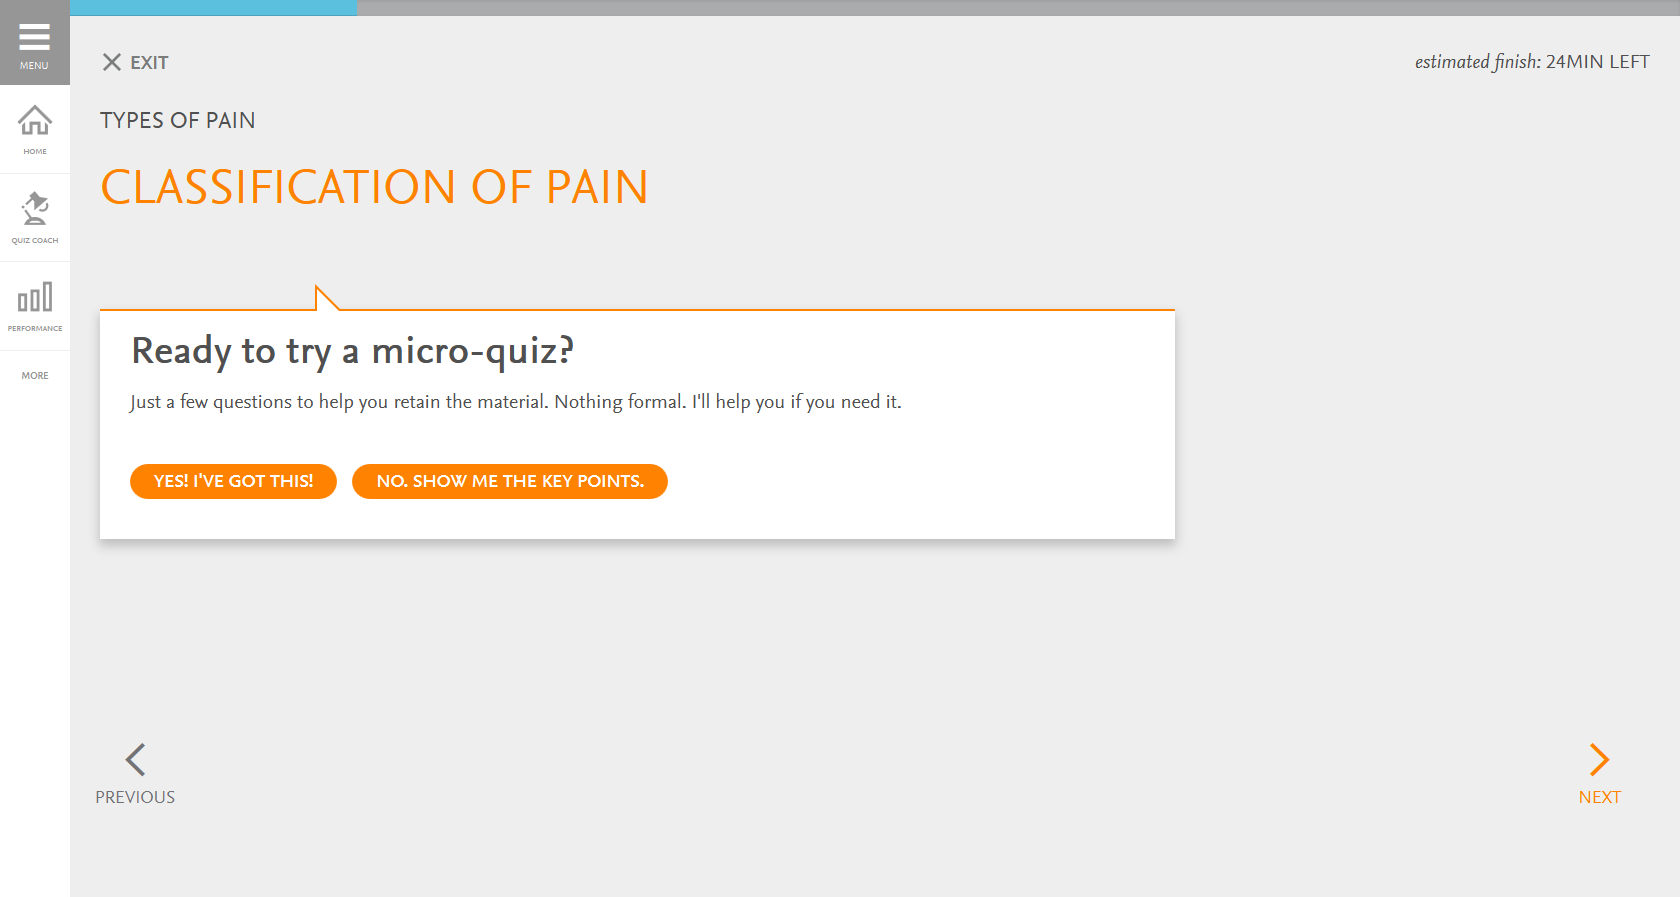 MENU
EXIT
estimated finish: 24MIN LEFT
TYPES OF PAIN
HOME
CLASSIFICATION OF PAIN
QUIZ COACH
PERFORMANCE
MORE
Ready to try a micro-quiz?
Just a few questions to help you retain the material. Nothing formal. I'll help you if you need it.
YES! I'VE GOT THIS!
NO. SHOW ME THE KEY POINTS.
PREVIOUS
NEXT